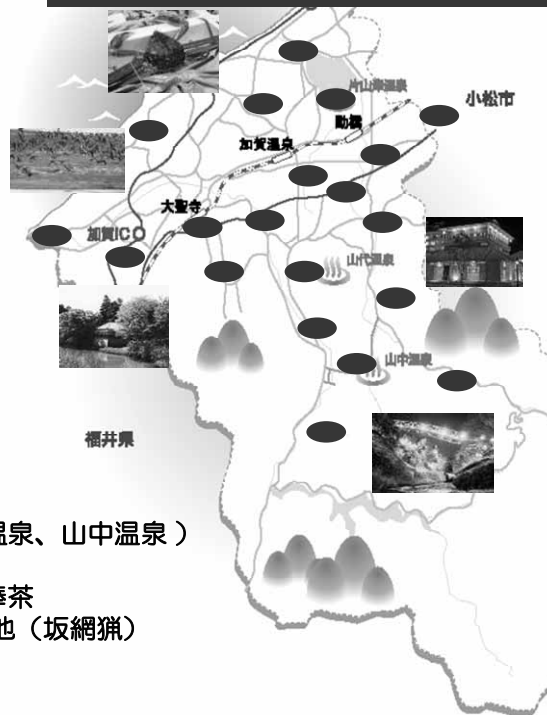 片山津温泉
小松市
動橋
加賀温泉
大聖寺
加賀IC
山代温泉
山中温泉
福井県
温泉、山中温泉）
棒茶
池（坂網猟）